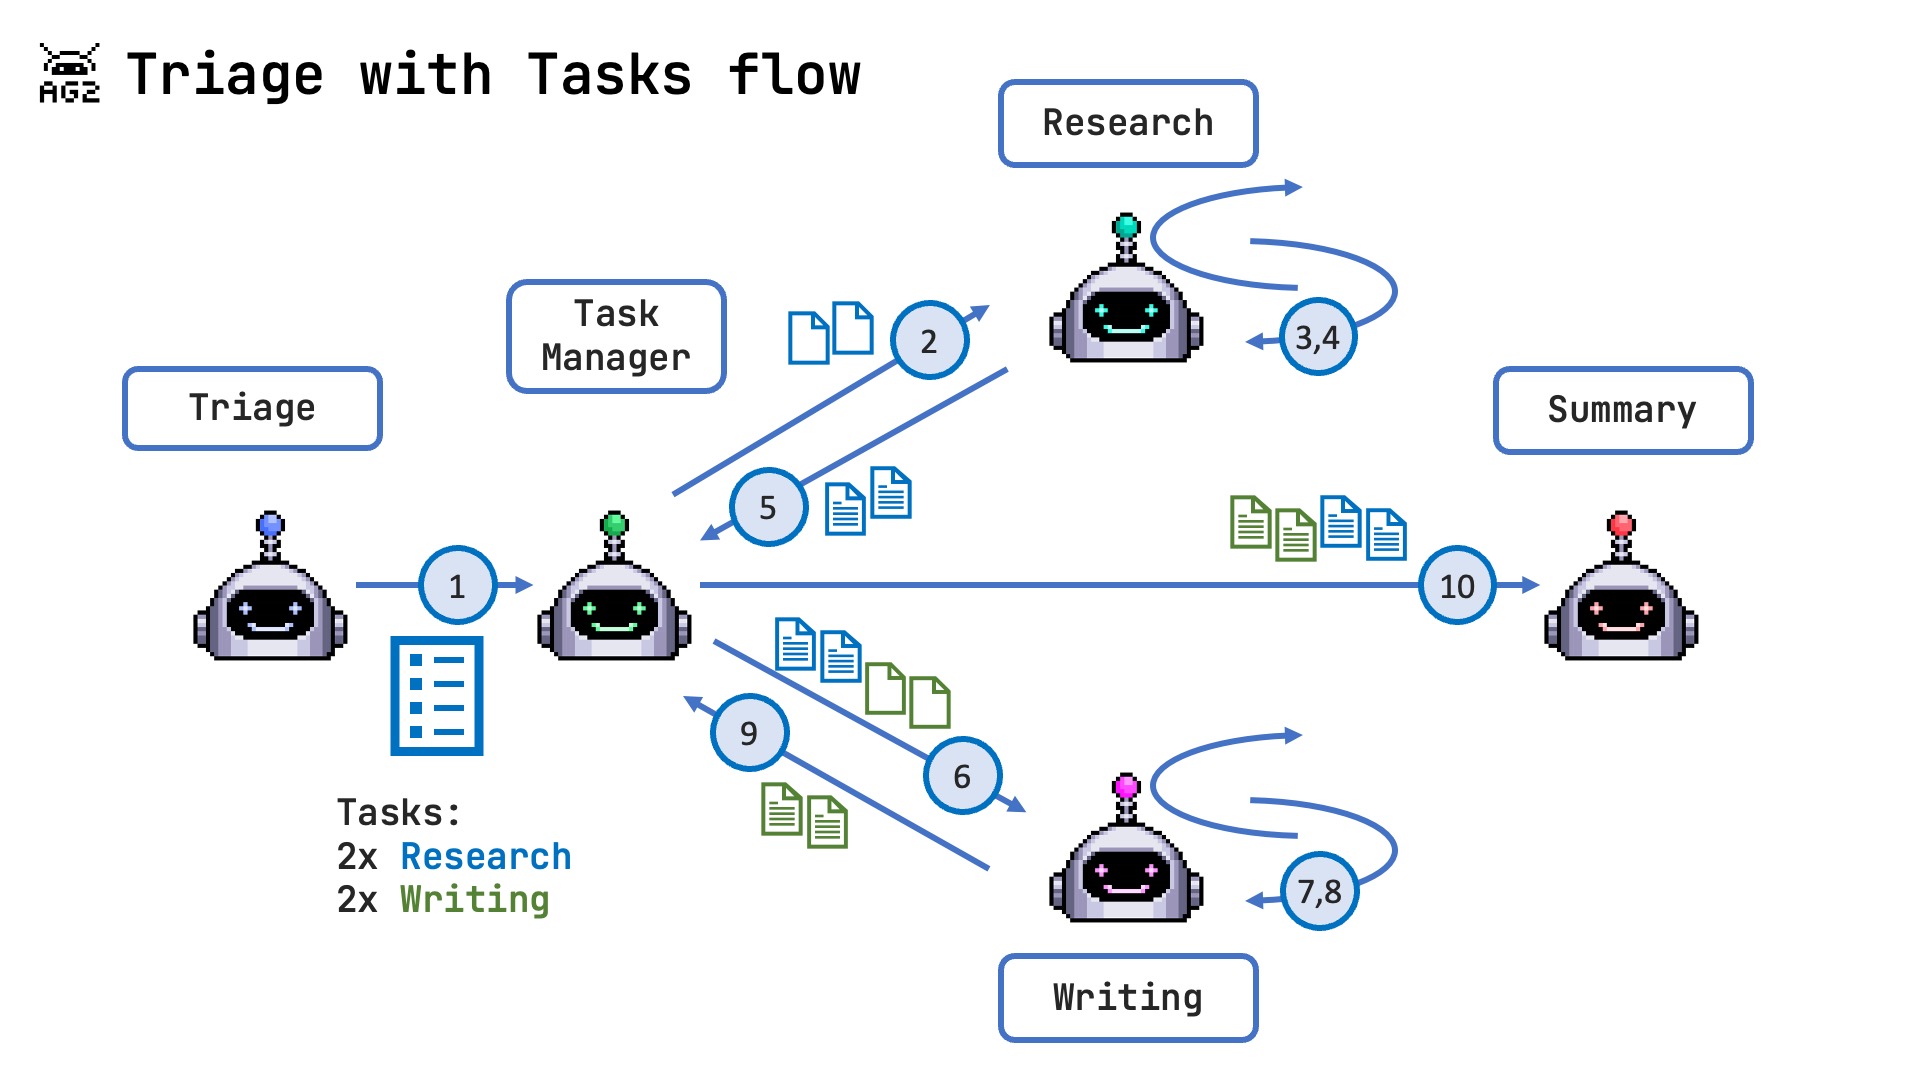 AG2
Triage with Tasks flow
Research
Task
Manager
Triage
Summary
2
3,4
5
1
10
9
6
Tasks:
2x Research
2x Writing
7,8
Writing